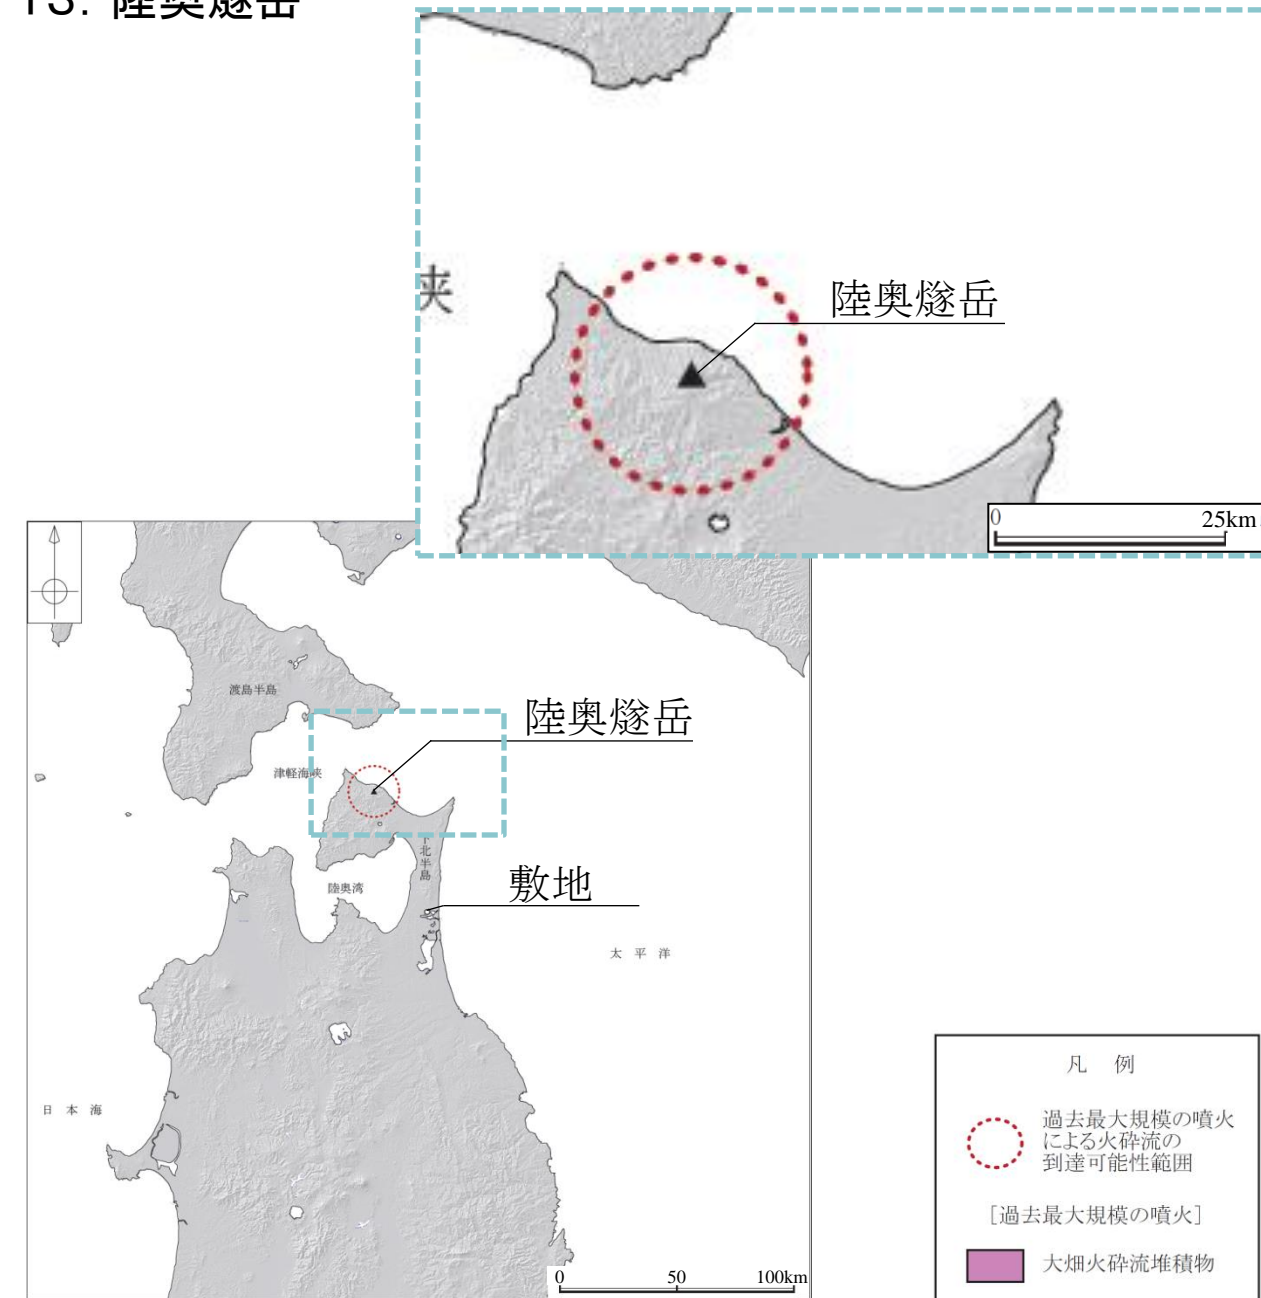 13. 陸奥燧岳
夹
陸奥燧岳
0 25km
渡島半島
陸奥燧岳
津軽海峡
下北半島
敷地
陸奥湾
太平洋
日本海
0 50 100km
凡例
過去最大規模の噴火
による火砕流の
到達可能性範囲
[過去最大規模の噴火]
大畑火砕流堆積物